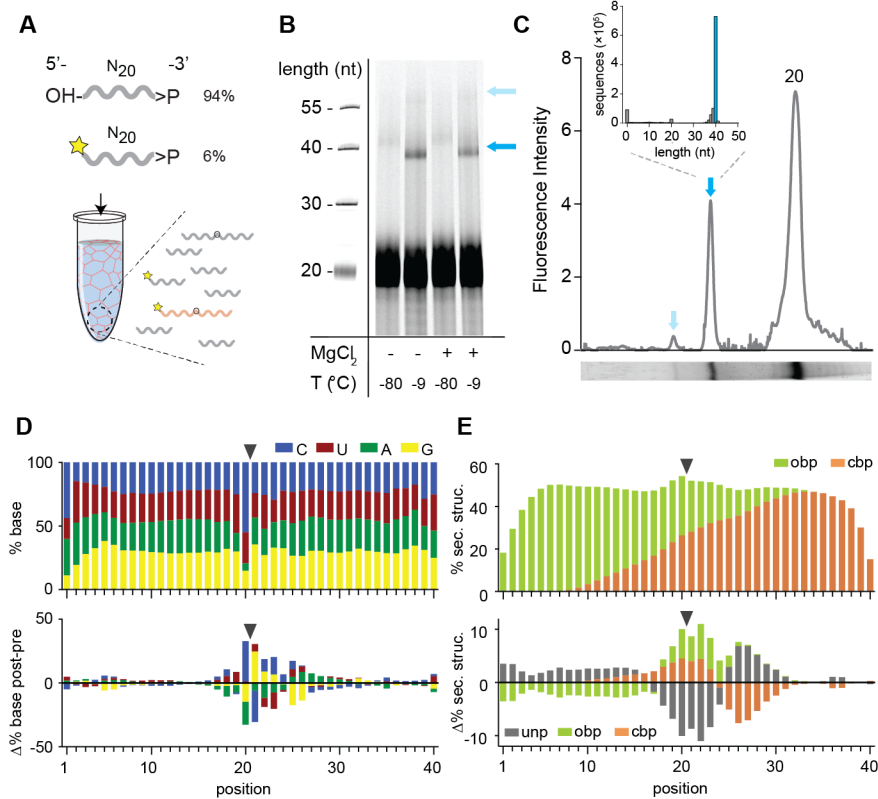 A
5'- N20 -3'
OH- >P 94%
N20
>P 6%
B
length (nt)
55 -
40 -
30 -
20 -
MgCl2 - - + +
T (°C) -80 -9 -80 -9
C
Fluorescence Intensity
8
6
4
2
0
20
sequences (×10⁵)
8
6
4
2
0
0 10 20 30 40 50
length (nt)
D
C U A G
% base
100
50
0
Δ% base post-pre
50
0
-50
1 10 20 30 40
position
E
obp cbp
% sec. struc.
60
40
20
0
Δ% sec. struc.
10
0
-10
unp obp cbp
1 10 20 30 40
position